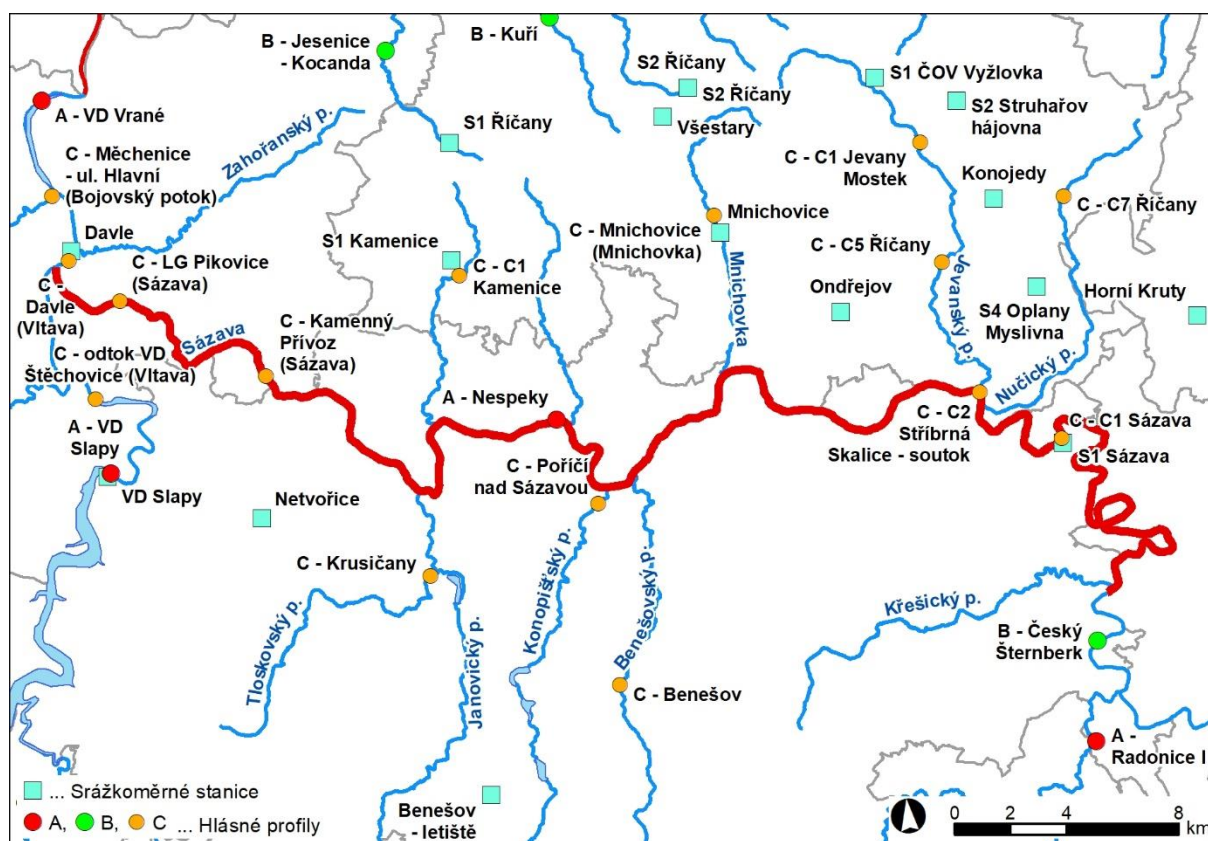 B - Jesenice
- Kocanda
B - Kuří
S2 Říčany
S2 Říčany
S1 ČOV Vyžlovka
A - VD Vrané
S2 Struhařov
hájovna
Všestary
S1 Říčany
Zahořanský p.
C - Měchenice
- ul. Hlavní
(Bojovský potok)
C - C1 Jevany
Mostek
Konojedy
Mnichovice
C - C7 Říčany
Davle
S1 Kamenice
C - Mnichovice
(Mnichovka)
C - C5 Říčany
C - LG Pikovice
(Sázava)
C - C1
Kamenice
Mnichovka
Jevanský p.
C -
Davle
(Vltava)
Ondřejov
S4 Oplany
Myslivna
Horní Kruty
Sázava
C - Kamenný
Přívoz
(Sázava)
C - odtok VD
Štěchovice (Vltava)
Nučický p.
A - Nespeky
C - C2
Stříbrná
Skalice - soutok
C - C1 Sázava
S1 Sázava
A - VD
Slapy
VD Slapy
C - Poříčí
nad Sázavou
Netvořice
C - Krusičany
Konopišťský p.
Benešovský p.
Křešický p.
Tloskovský p.
Janovický p.
B - Český
Šternberk
C - Benešov
A -
Radonice I
Benešov
- letiště
... Srážkoměrné stanice
A, B, C ... Hlásné profily
0 2 4 8
km